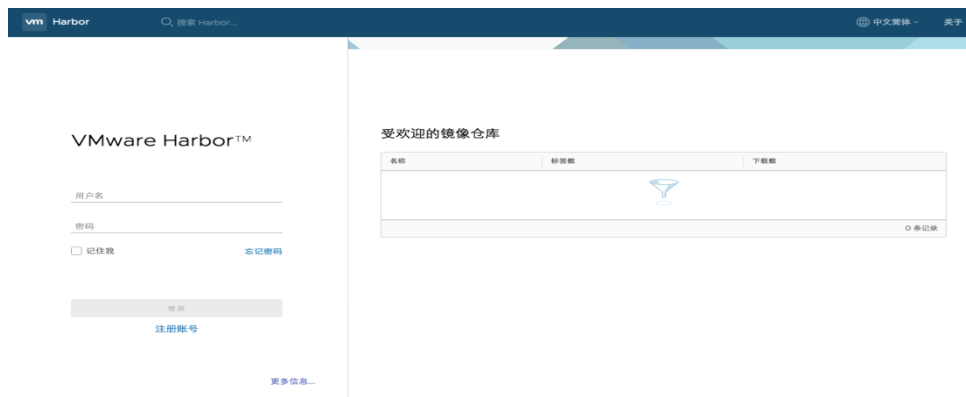 vm Harbor 搜索 Harbor... 中文简体 关于
VMware Harbor™
用户名
密码
记住我 忘记密码
登录
注册账号
更多信息...
受欢迎的镜像仓库
名称 标签数 下载数
0 条记录